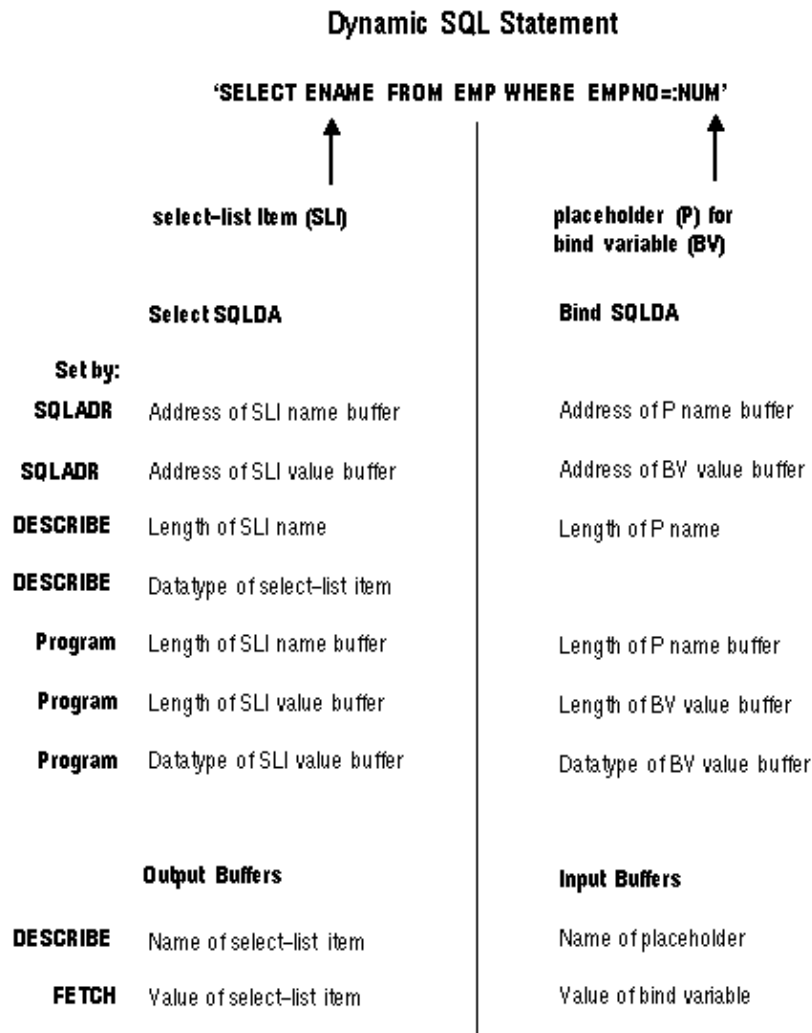 Dynamic SQL Statement
‘SELECT ENAME FROM EMP WHERE EMPNO=:NUM’
select–list Item (SLI)
placeholder (P) for
bind variable (BV)
Select SQLDA
Bind SQLDA
Set by:
SQLADR Address of SLI name buffer Address of P name buffer
SQLADR Address of SLI value buffer Address of BV value buffer
DESCRIBE Length of SLI name Length of P name
DESCRIBE Datatype of select–list item
Program Length of SLI name buffer Length of P name buffer
Program Length of SLI value buffer Length of BV value buffer
Program Datatype of SLI value buffer Datatype of BV value buffer
Output Buffers Input Buffers
DESCRIBE Name of select–list item Name of placeholder
FETCH Value of select–list item Value of bind variable